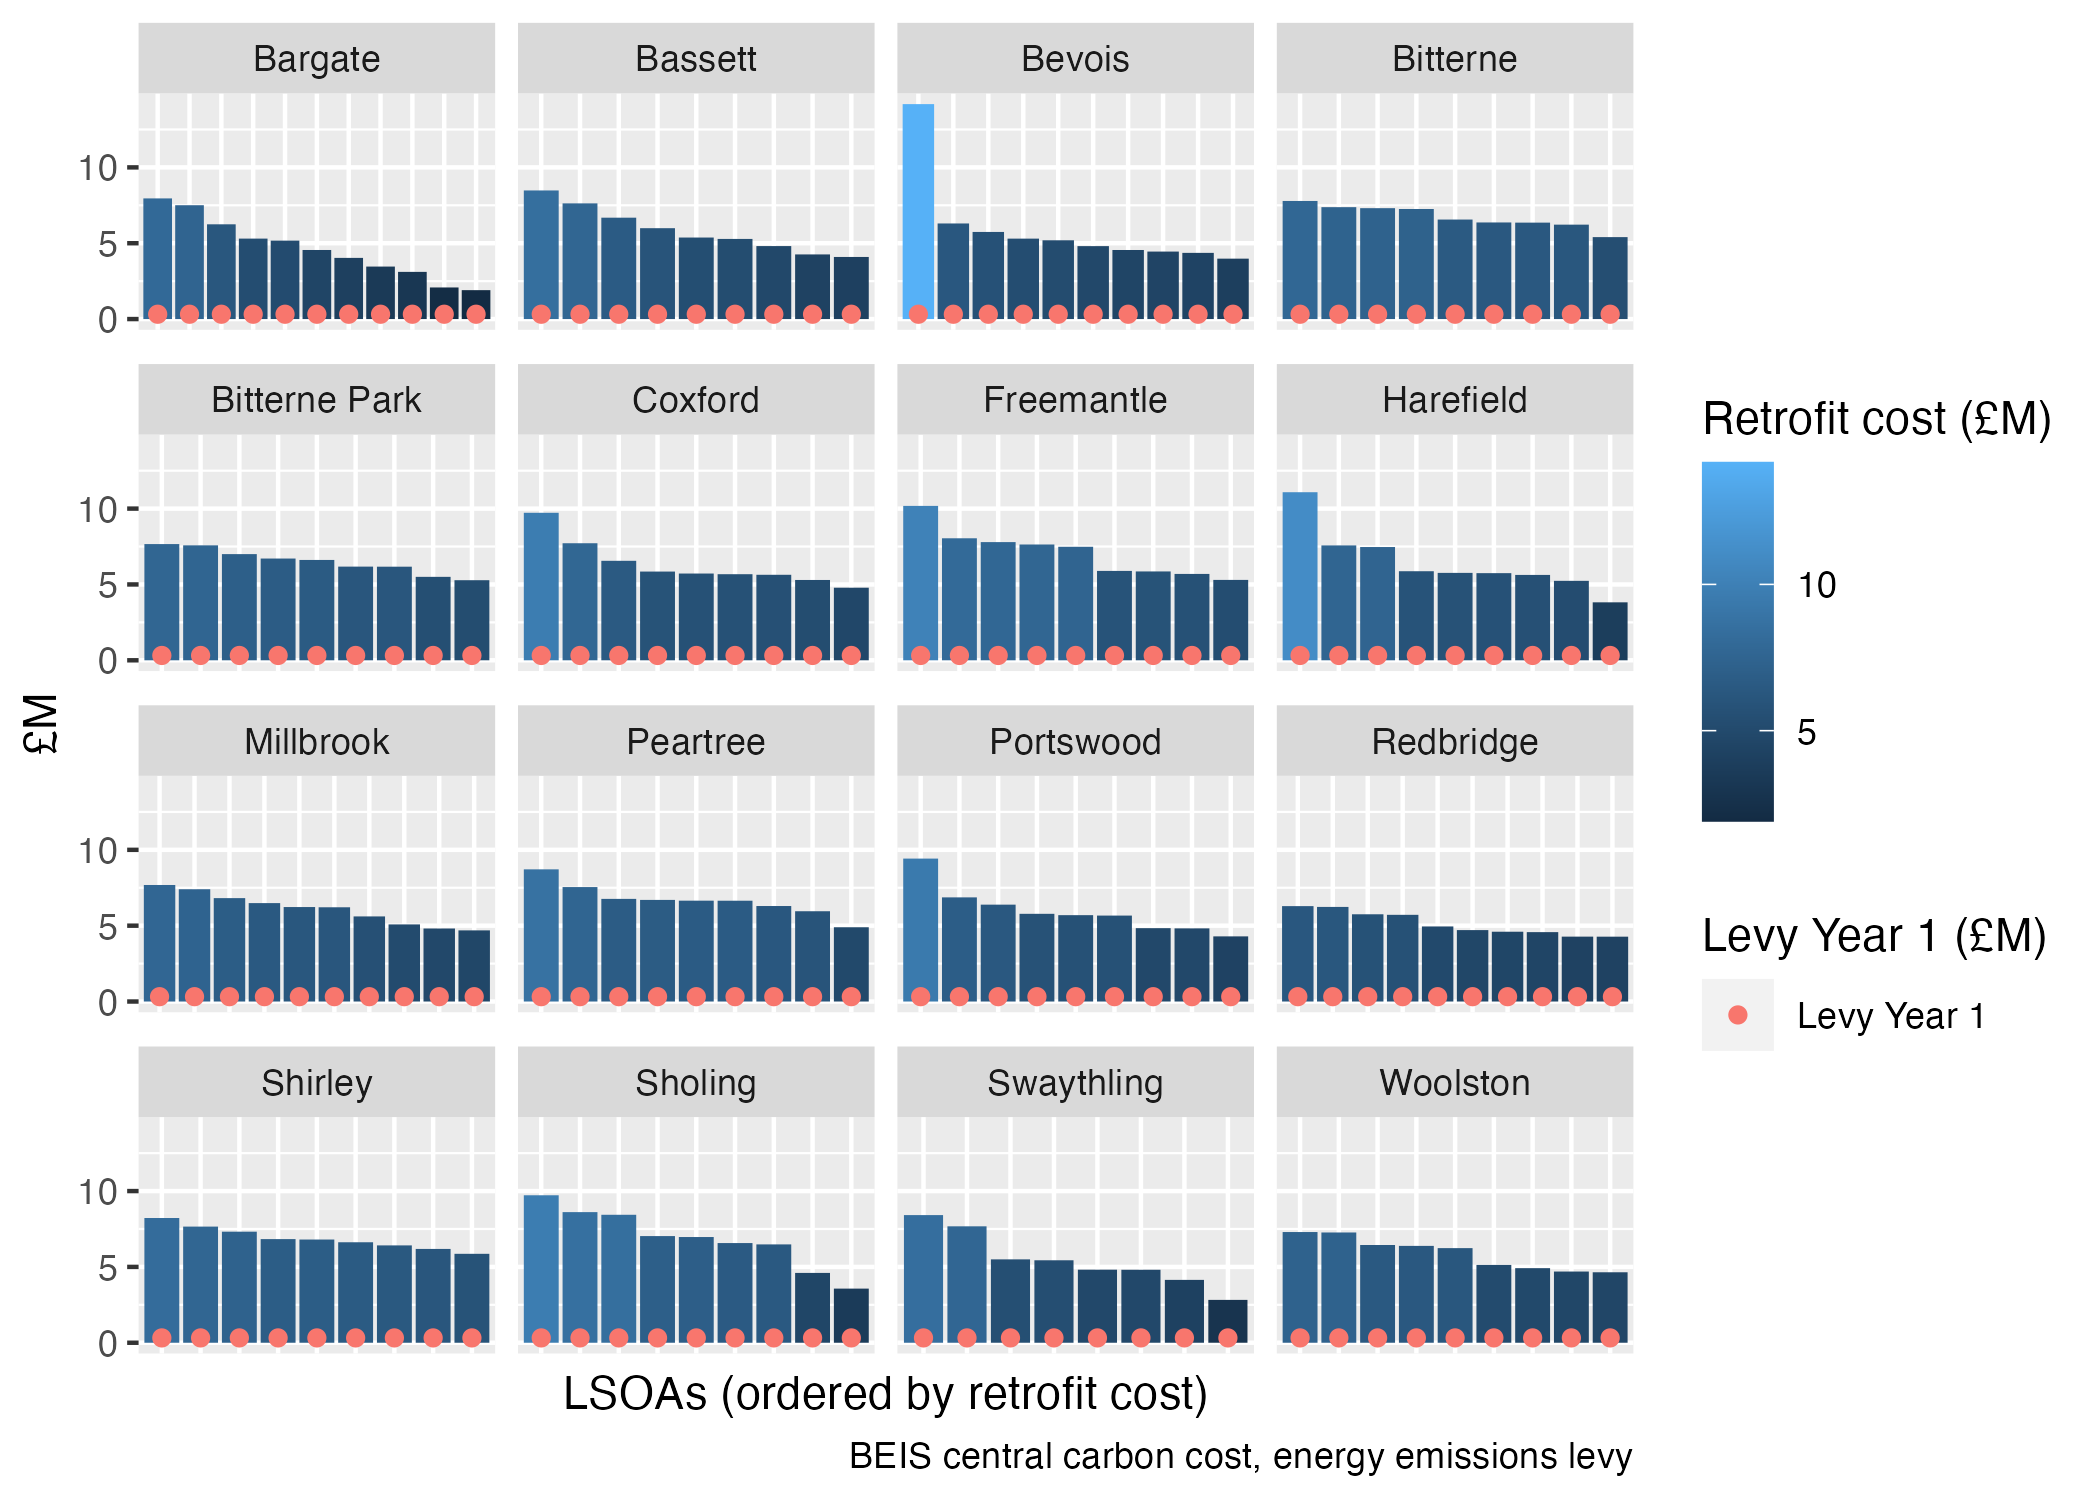 Bargate
Bassett
Bevois
Bitterne
10
5
0
Bitterne Park
Coxford
Freemantle
Harefield
10
5
0
Millbrook
Peartree
Portswood
Redbridge
10
5
0
Shirley
Sholing
Swaythling
Woolston
10
5
0
£M
LSOAs (ordered by retrofit cost)
BEIS central carbon cost, energy emissions levy
Retrofit cost (£M)
10
5
Levy Year 1 (£M)
Levy Year 1